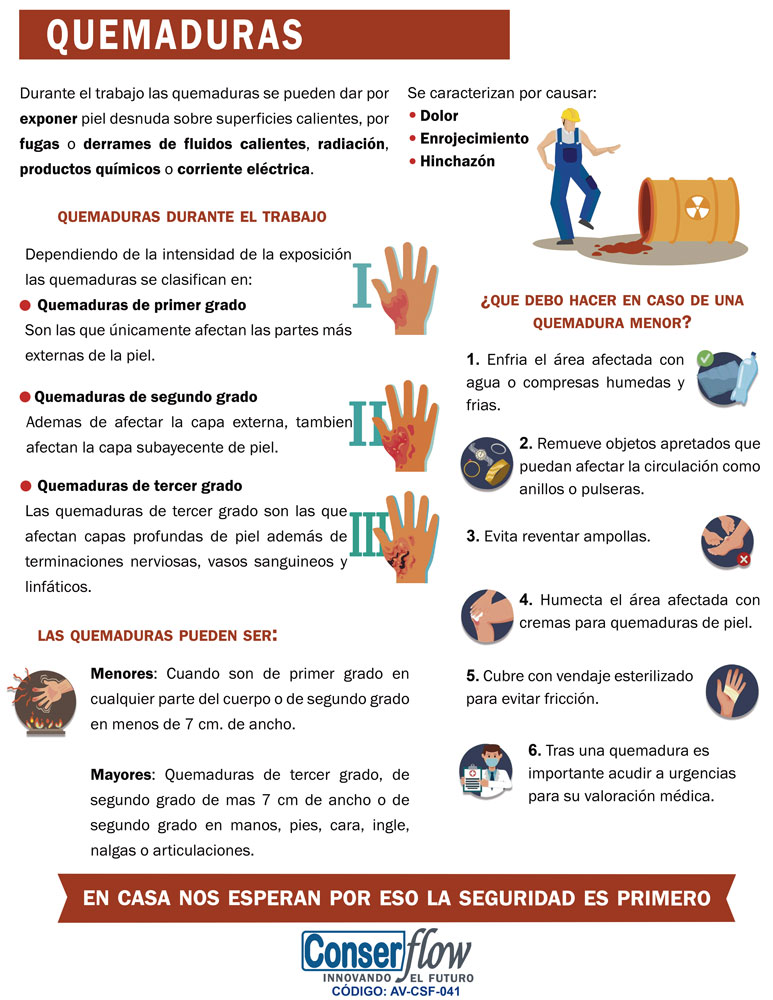 QUEMADURAS
Durante el trabajo las quemaduras se pueden dar por
exponer piel desnuda sobre superficies calientes, por
fugas o derrames de fluidos calientes, radiación,
productos químicos o corriente eléctrica.
Se caracterizan por causar:
• Dolor
• Enrojecimiento
• Hinchazón
QUEMADURAS DURANTE EL TRABAJO
Dependiendo de la intensidad de la exposición
las quemaduras se clasifican en:
● Quemaduras de primer grado
Son las que únicamente afectan las partes más
externas de la piel.
I
● Quemaduras de segundo grado
Ademas de afectar la capa externa, tambien
afectan la capa subayecente de piel.
II
● Quemaduras de tercer grado
Las quemaduras de tercer grado son las que
afectan capas profundas de piel además de
terminaciones nerviosas, vasos sanguineos y
linfáticos.
III
LAS QUEMADURAS PUEDEN SER:
Menores: Cuando son de primer grado en
cualquier parte del cuerpo o de segundo grado
en menos de 7 cm. de ancho.
Mayores: Quemaduras de tercer grado, de
segundo grado de mas 7 cm de ancho o de
segundo grado en manos, pies, cara, ingle,
nalgas o articulaciones.
¿QUE DEBO HACER EN CASO DE UNA
QUEMADURA MENOR?
1. Enfria el área afectada con
agua o compresas humedas y
frias.
2. Remueve objetos apretados que
puedan afectar la circulación como
anillos o pulseras.
3. Evita reventar ampollas.
4. Humecta el área afectada con
cremas para quemaduras de piel.
5. Cubre con vendaje esterilizado
para evitar fricción.
6. Tras una quemadura es
importante acudir a urgencias
para su valoración médica.
EN CASA NOS ESPERAN POR ESO LA SEGURIDAD ES PRIMERO
Conserflow
INNOVANDO EL FUTURO
CÓDIGO: AV-CSF-041